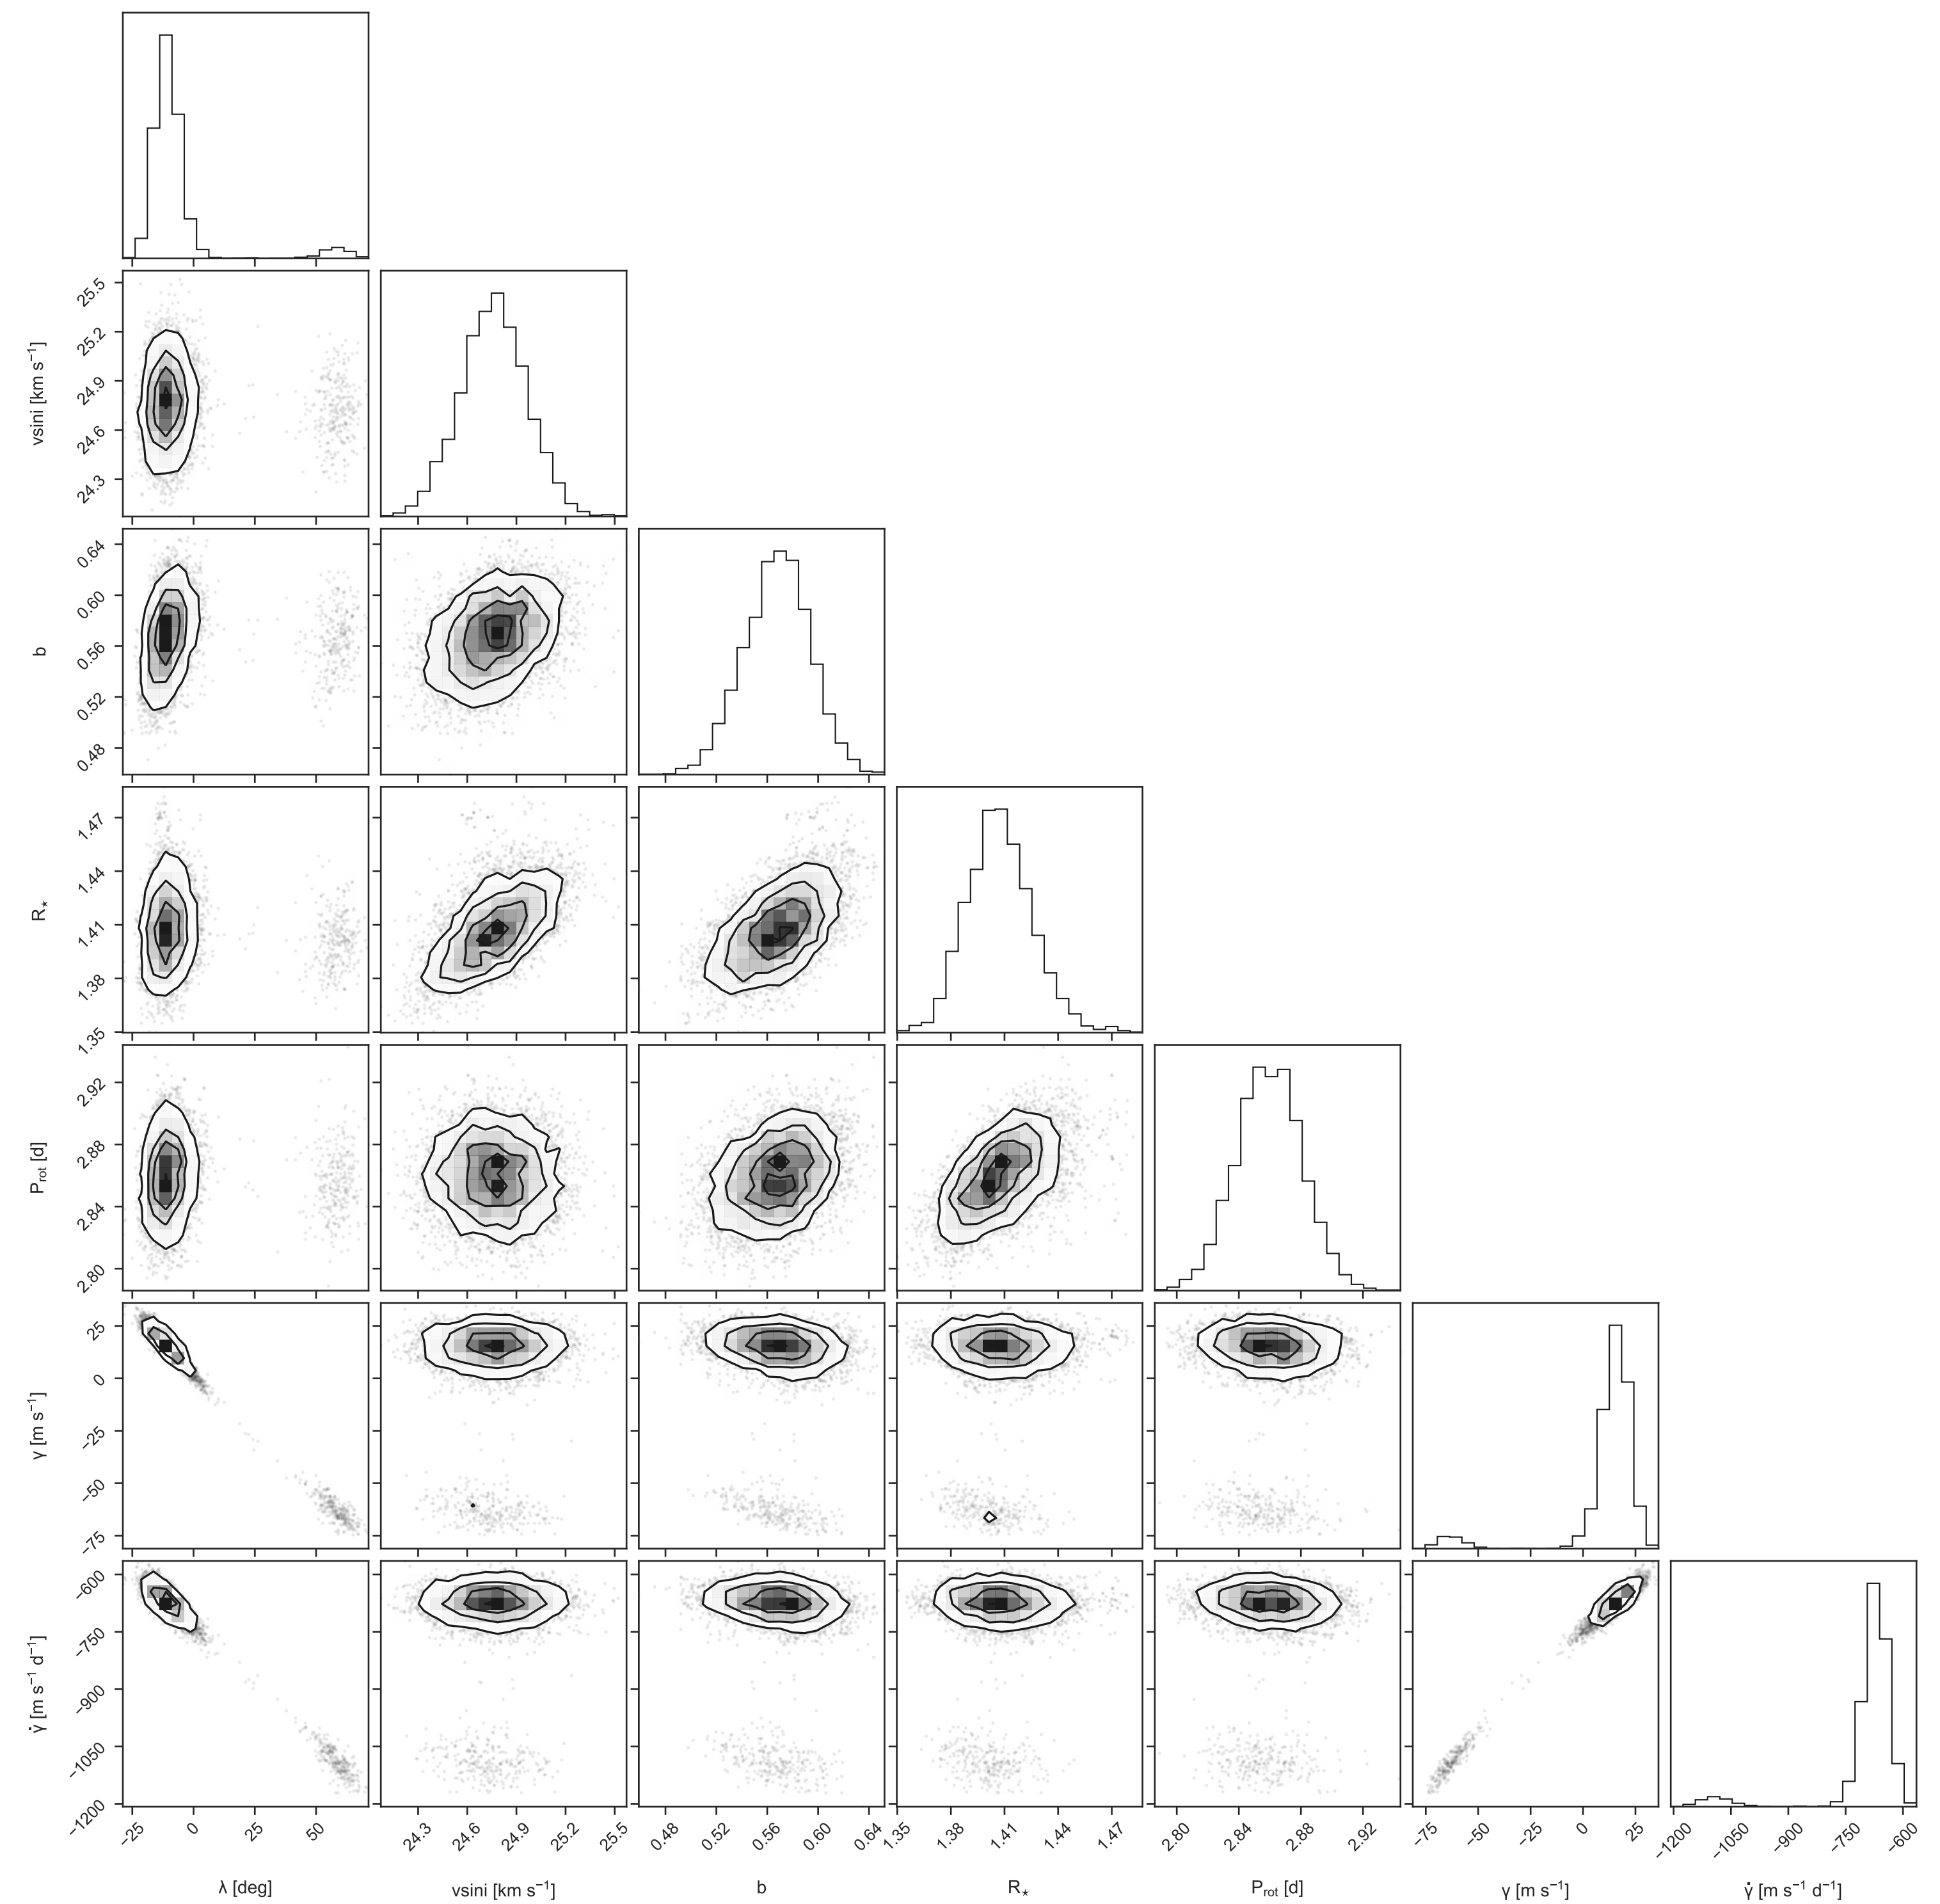 25.5
25.2
24.9
24.6
24.3
vsini [km s⁻¹]
0.64
0.60
0.56
0.52
0.48
b
1.47
1.44
1.41
1.38
1.35
R⋆
2.92
2.88
2.84
2.80
Prot [d]
25
0
−25
−50
−75
γ [m s⁻¹]
−600
−750
−900
−1050
−1200
γ̇ [m s⁻¹ d⁻¹]
−25 0 25 50
24.3 24.6 24.9 25.2 25.5
0.48 0.52 0.56 0.60 0.64
1.35 1.38 1.41 1.44 1.47
2.80 2.84 2.88 2.92
−75 −50 −25 0 25
−1200 −1050 −900 −750 −600
λ [deg] vsini [km s⁻¹] b R⋆ Prot [d] γ [m s⁻¹] γ̇ [m s⁻¹ d⁻¹]